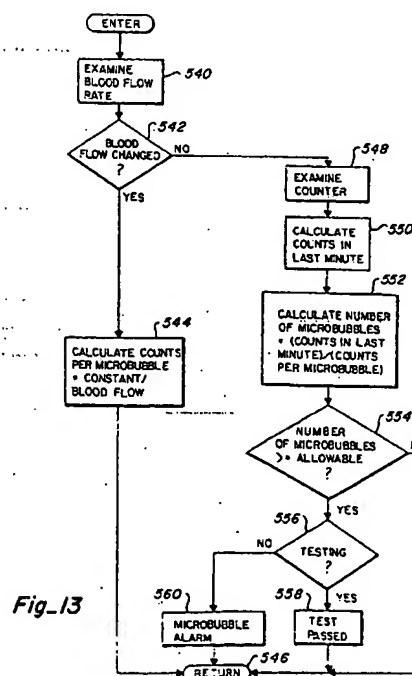 ENTER
EXAMINE
BLOOD FLOW
RATE
540
BLOOD
FLOW CHANGED
?
542
NO
YES
548
EXAMINE
COUNTER
550
CALCULATE
COUNTS IN
LAST MINUTE
552
CALCULATE NUMBER
OF MICROBUBBLES
= (COUNTS IN LAST
MINUTE)/(COUNTS
PER MICROBUBBLE)
544
CALCULATE COUNTS
PER MICROBUBBLE
= CONSTANT/
BLOOD FLOW
554
NUMBER
OF MICROBUBBLES
>= ALLOWABLE
?
YES
556
NO
TESTING
?
YES
Fig_13
560
MICROBUBBLE
ALARM
558
TEST
PASSED
RETURN
546